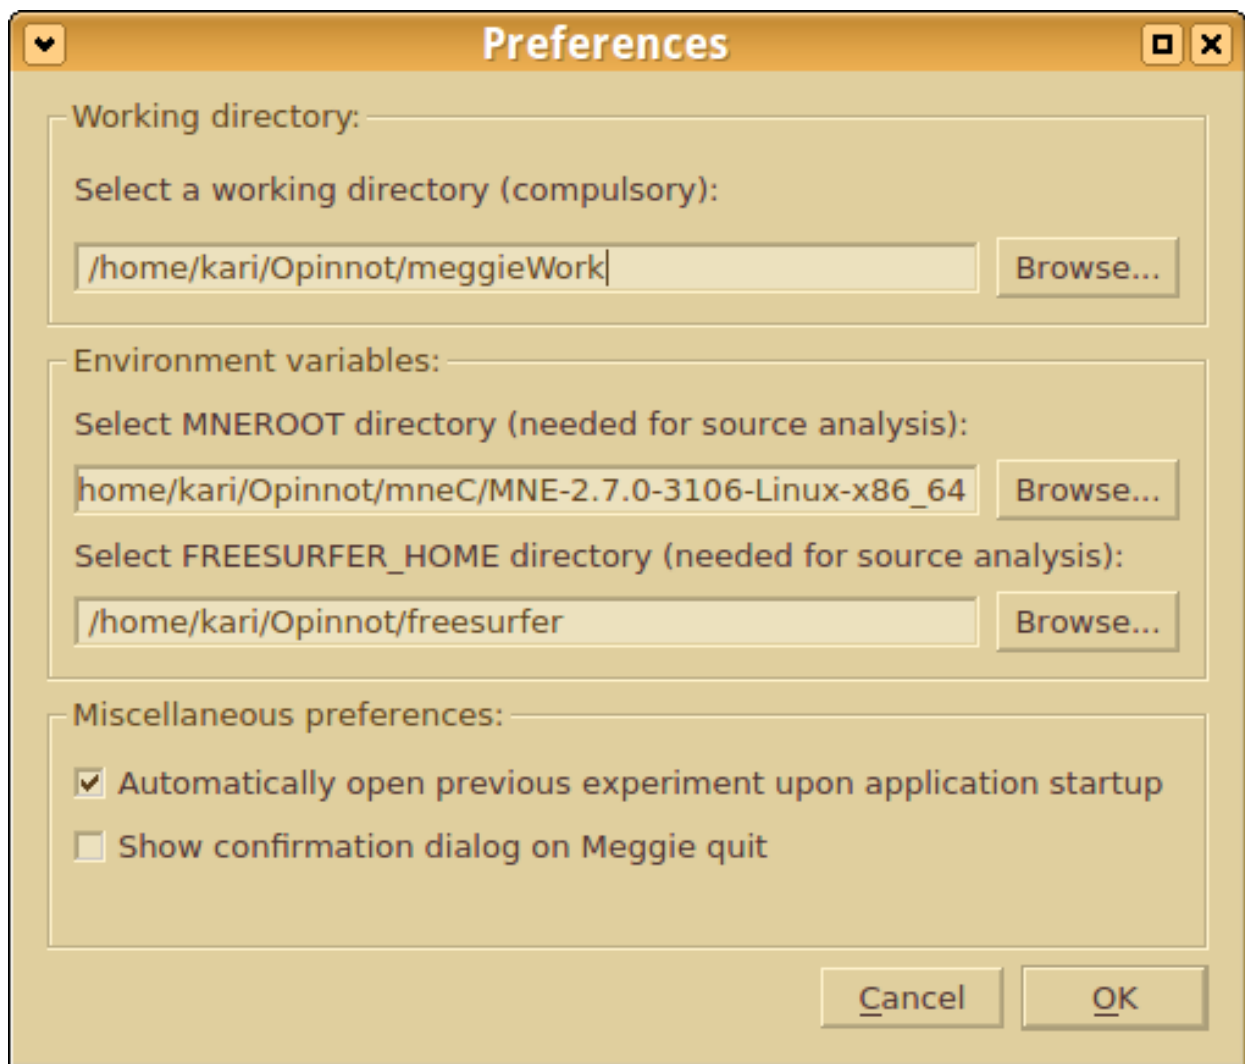 Preferences
Working directory:
Select a working directory (compulsory):
/home/kari/Opinnot/meggieWork
Browse...
Environment variables:
Select MNEROOT directory (needed for source analysis):
home/kari/Opinnot/mneC/MNE-2.7.0-3106-Linux-x86_64
Browse...
Select FREESURFER_HOME directory (needed for source analysis):
/home/kari/Opinnot/freesurfer
Browse...
Miscellaneous preferences:
Automatically open previous experiment upon application startup
Show confirmation dialog on Meggie quit
Cancel
OK